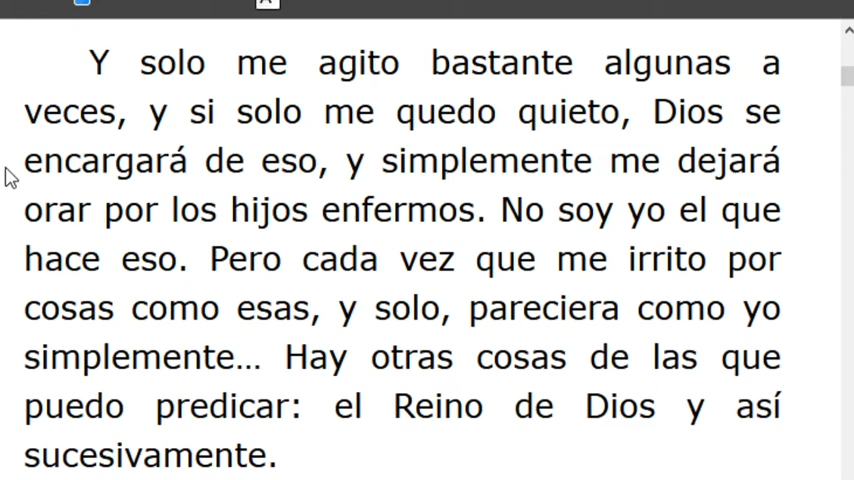 Y solo me agito bastante algunas a
veces, y si solo me quedo quieto, Dios se
encargará de eso, y simplemente me dejará
orar por los hijos enfermos. No soy yo el que
hace eso. Pero cada vez que me irrito por
cosas como esas, y solo, pareciera como yo
simplemente... Hay otras cosas de las que
puedo predicar: el Reino de Dios y así
sucesivamente.